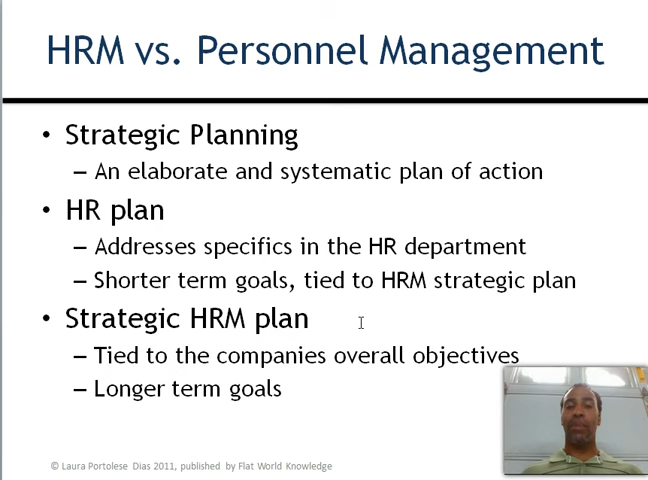 HRM vs. Personnel Management
• Strategic Planning
– An elaborate and systematic plan of action
• HR plan
– Addresses specifics in the HR department
– Shorter term goals, tied to HRM strategic plan
• Strategic HRM plan
– Tied to the companies overall objectives
– Longer term goals
© Laura Portolese Dias 2011, published by Flat World Knowledge